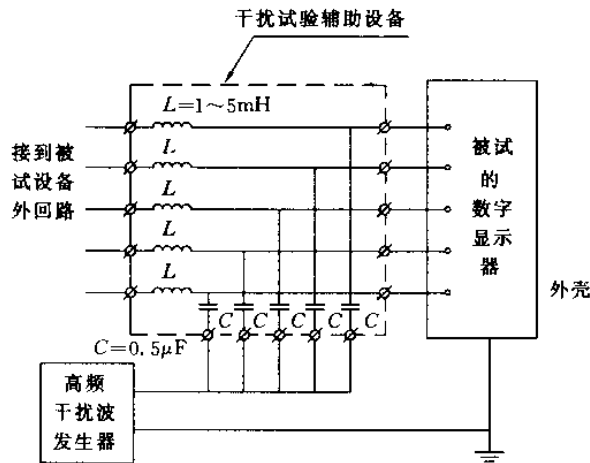 干扰试验辅助设备
L=1~5mH
接到被
试设备
外回路
L
L
L
L
被
试
的
数
字
显
示
器
外壳
C
C
C
C
C
C=0.5μF
高频
干扰波
发生器